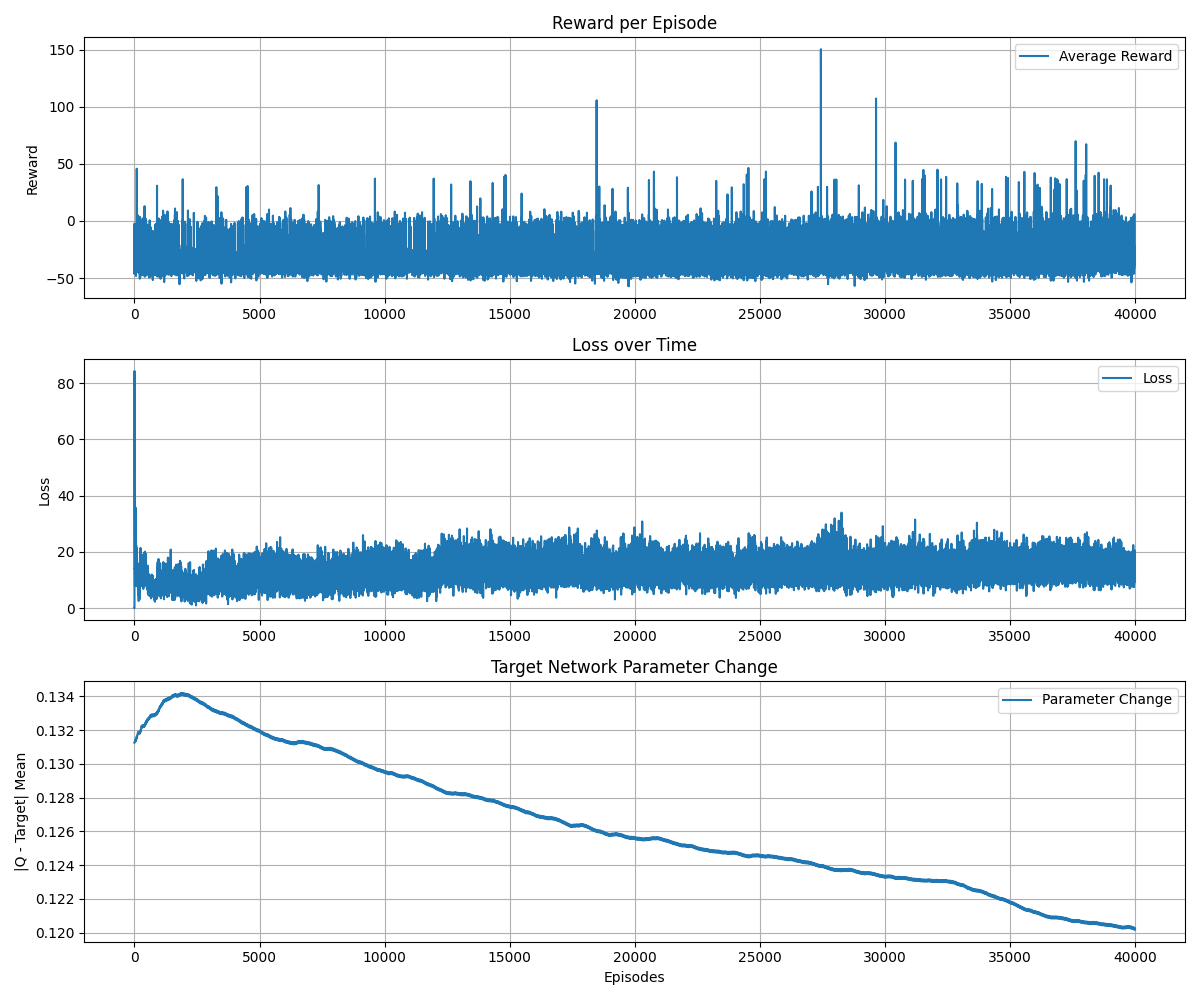 Reward per Episode
Average Reward
Reward
150
100
50
0
−50
0 5000 10000 15000 20000 25000 30000 35000 40000
Loss over Time
Loss
Loss
80
60
40
20
0
0 5000 10000 15000 20000 25000 30000 35000 40000
Target Network Parameter Change
Parameter Change
|Q - Target| Mean
0.134
0.132
0.130
0.128
0.126
0.124
0.122
0.120
0 5000 10000 15000 20000 25000 30000 35000 40000
Episodes